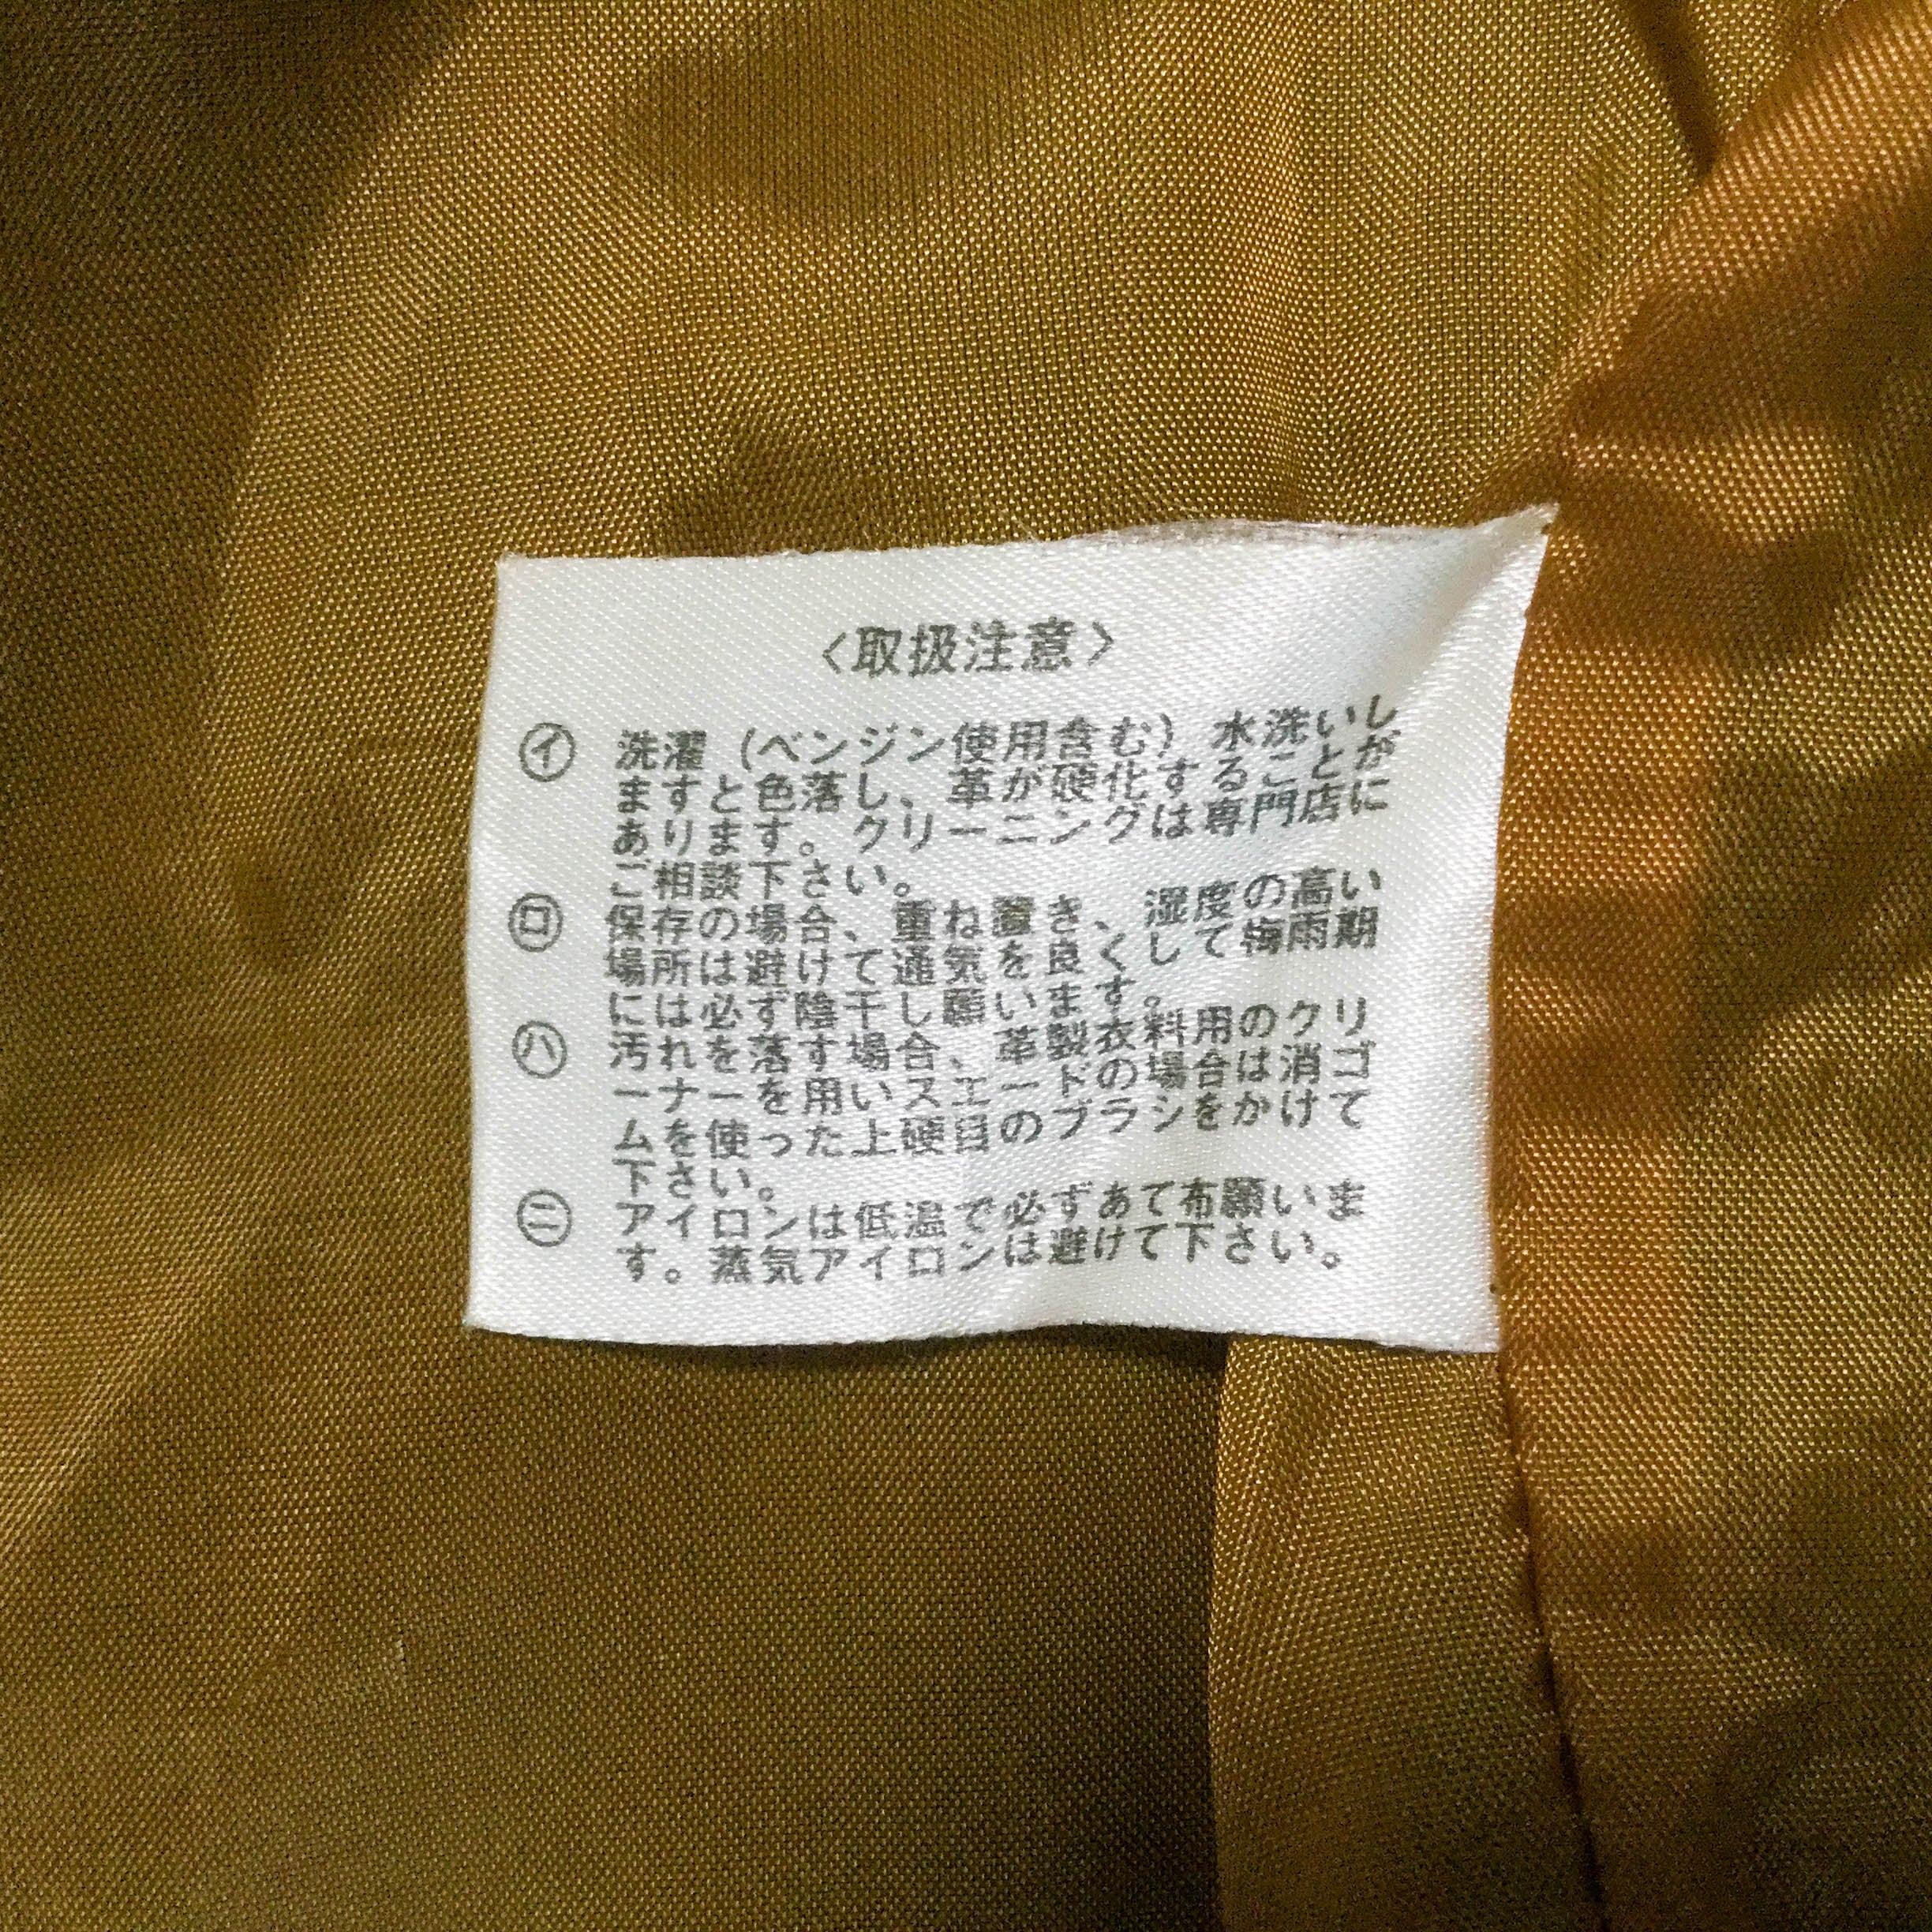 〈取扱注意〉
㋑ 洗濯（ベンジン使用含む）水洗いし
ますと色落し、革が硬化することが
あります。クリーニングは専門店に
ご相談下さい。
㋺ 保存の場合、重ね置き、湿度の高い
場所は避けて通気を良くして梅雨期
に は必ず陰干し願います。
㋩ 汚れを落す場合、革製衣料用のクリ
ーナーを用いスエードの場合は消ゴ
ムを使った上硬目のブラシをかけて
下さい。
㊁ アイロンは低温で必ずあて布願いま
す。蒸気アイロンは避けて下さい。